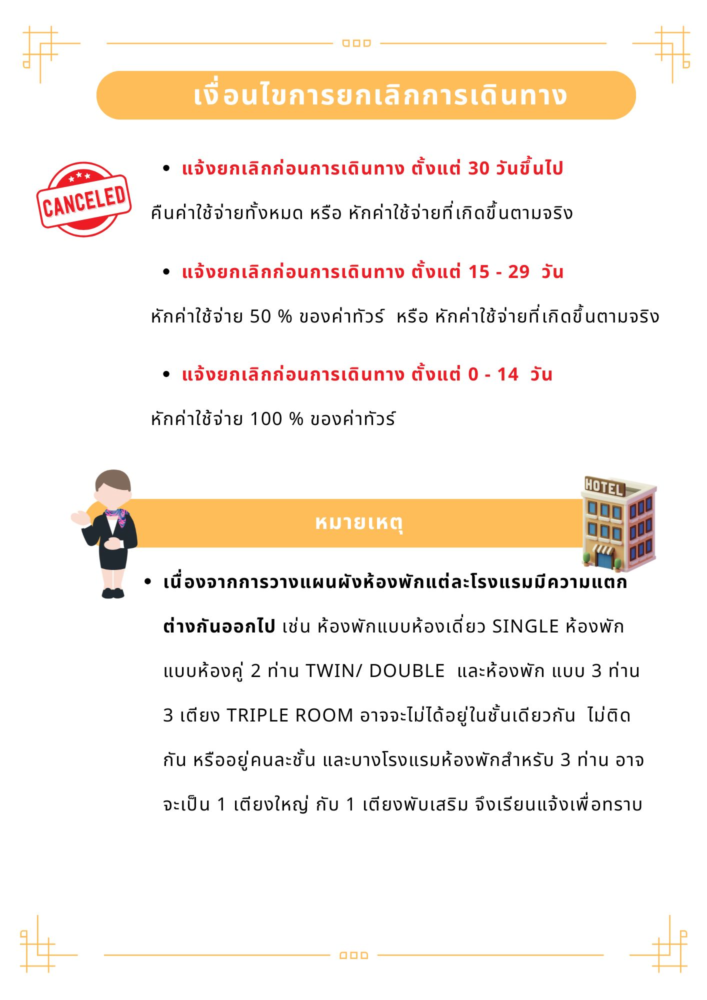 เงื่อนไขการยกเลิกการเดินทาง
• แจ้งยกเลิกก่อนการเดินทาง ตั้งแต่ 30 วันขึ้นไป
CANCELED
คืนค่าใช้จ่ายทั้งหมด หรือ หักค่าใช้จ่ายที่เกิดขึ้นตามจริง
• แจ้งยกเลิกก่อนการเดินทาง ตั้งแต่ 15 - 29 วัน
หักค่าใช้จ่าย 50 % ของค่าทัวร์ หรือ หักค่าใช้จ่ายที่เกิดขึ้นตามจริง
• แจ้งยกเลิกก่อนการเดินทาง ตั้งแต่ 0 - 14 วัน
หักค่าใช้จ่าย 100 % ของค่าทัวร์
HOTEL
หมายเหตุ
• เนื่องจากการวางแผนผังห้องพักแต่ละโรงแรมมีความแตก
ต่างกันออกไป เช่น ห้องพักแบบห้องเดี่ยว SINGLE ห้องพัก
แบบห้องคู่ 2 ท่าน TWIN/ DOUBLE และห้องพัก แบบ 3 ท่าน
3 เตียง TRIPLE ROOM อาจจะไม่ได้อยู่ในชั้นเดียวกัน ไม่ติด
กัน หรืออยู่คนละชั้น และบางโรงแรมห้องพักสำหรับ 3 ท่าน อาจ
จะเป็น 1 เตียงใหญ่ กับ 1 เตียงพับเสริม จึงเรียนแจ้งเพื่อทราบ